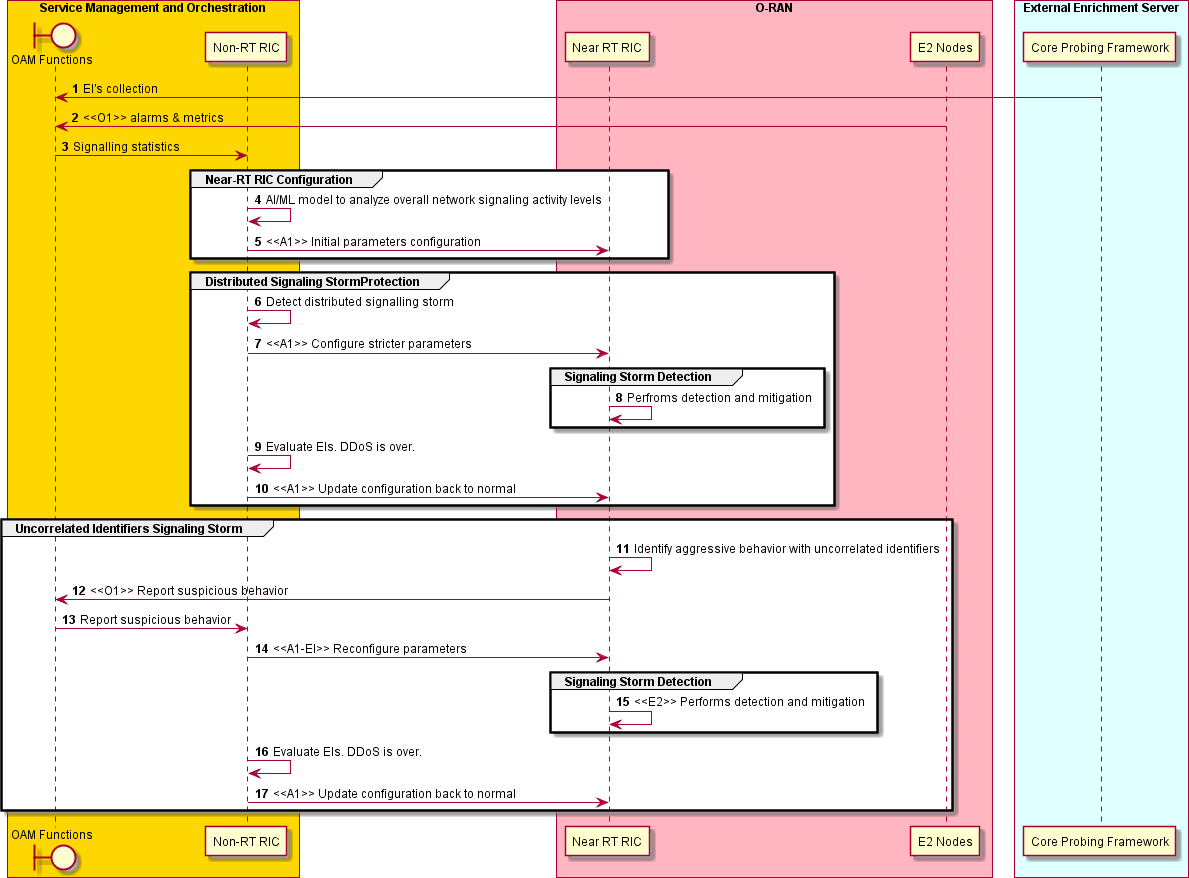 Service Management and Orchestration
O-RAN
External Enrichment Server
OAM Functions
Non-RT RIC
Near RT RIC
E2 Nodes
Core Probing Framework
1 EI's collection
2 <<O1>> alarms & metrics
3 Signalling statistics
Near-RT RIC Configuration
4 AI/ML model to analyze overall network signaling activity levels
5 <<A1>> Initial parameters configuration
Distributed Signaling StormProtection
6 Detect distributed signalling storm
7 <<A1>> Configure stricter parameters
Signaling Storm Detection
8 Perfroms detection and mitigation
9 Evaluate EIs. DDoS is over.
10 <<A1>> Update configuration back to normal
Uncorrelated Identifiers Signaling Storm
11 Identify aggressive behavior with uncorrelated identifiers
12 <<O1>> Report suspicious behavior
13 Report suspicious behavior
14 <<A1-EI>> Reconfigure parameters
Signaling Storm Detection
15 <<E2>> Performs detection and mitigation
16 Evaluate EIs. DDoS is over.
17 <<A1>> Update configuration back to normal
OAM Functions
Non-RT RIC
Near RT RIC
E2 Nodes
Core Probing Framework